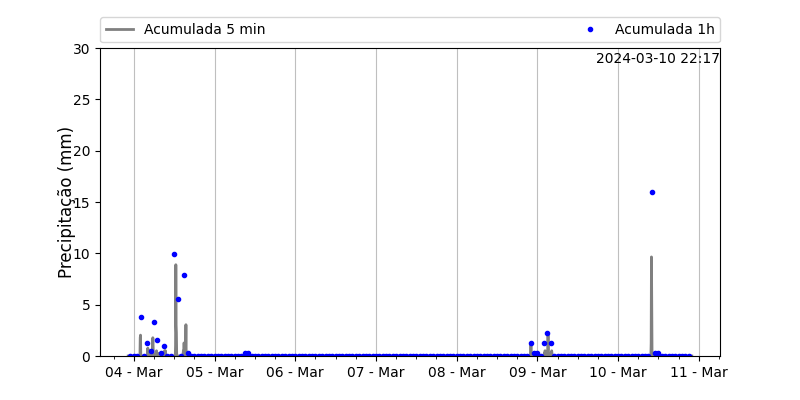 Acumulada 5 min
Acumulada 1h
2024-03-10 22:17
Precipitação (mm)
30
25
20
15
10
5
0
04 - Mar 05 - Mar 06 - Mar 07 - Mar 08 - Mar 09 - Mar 10 - Mar 11 - Mar